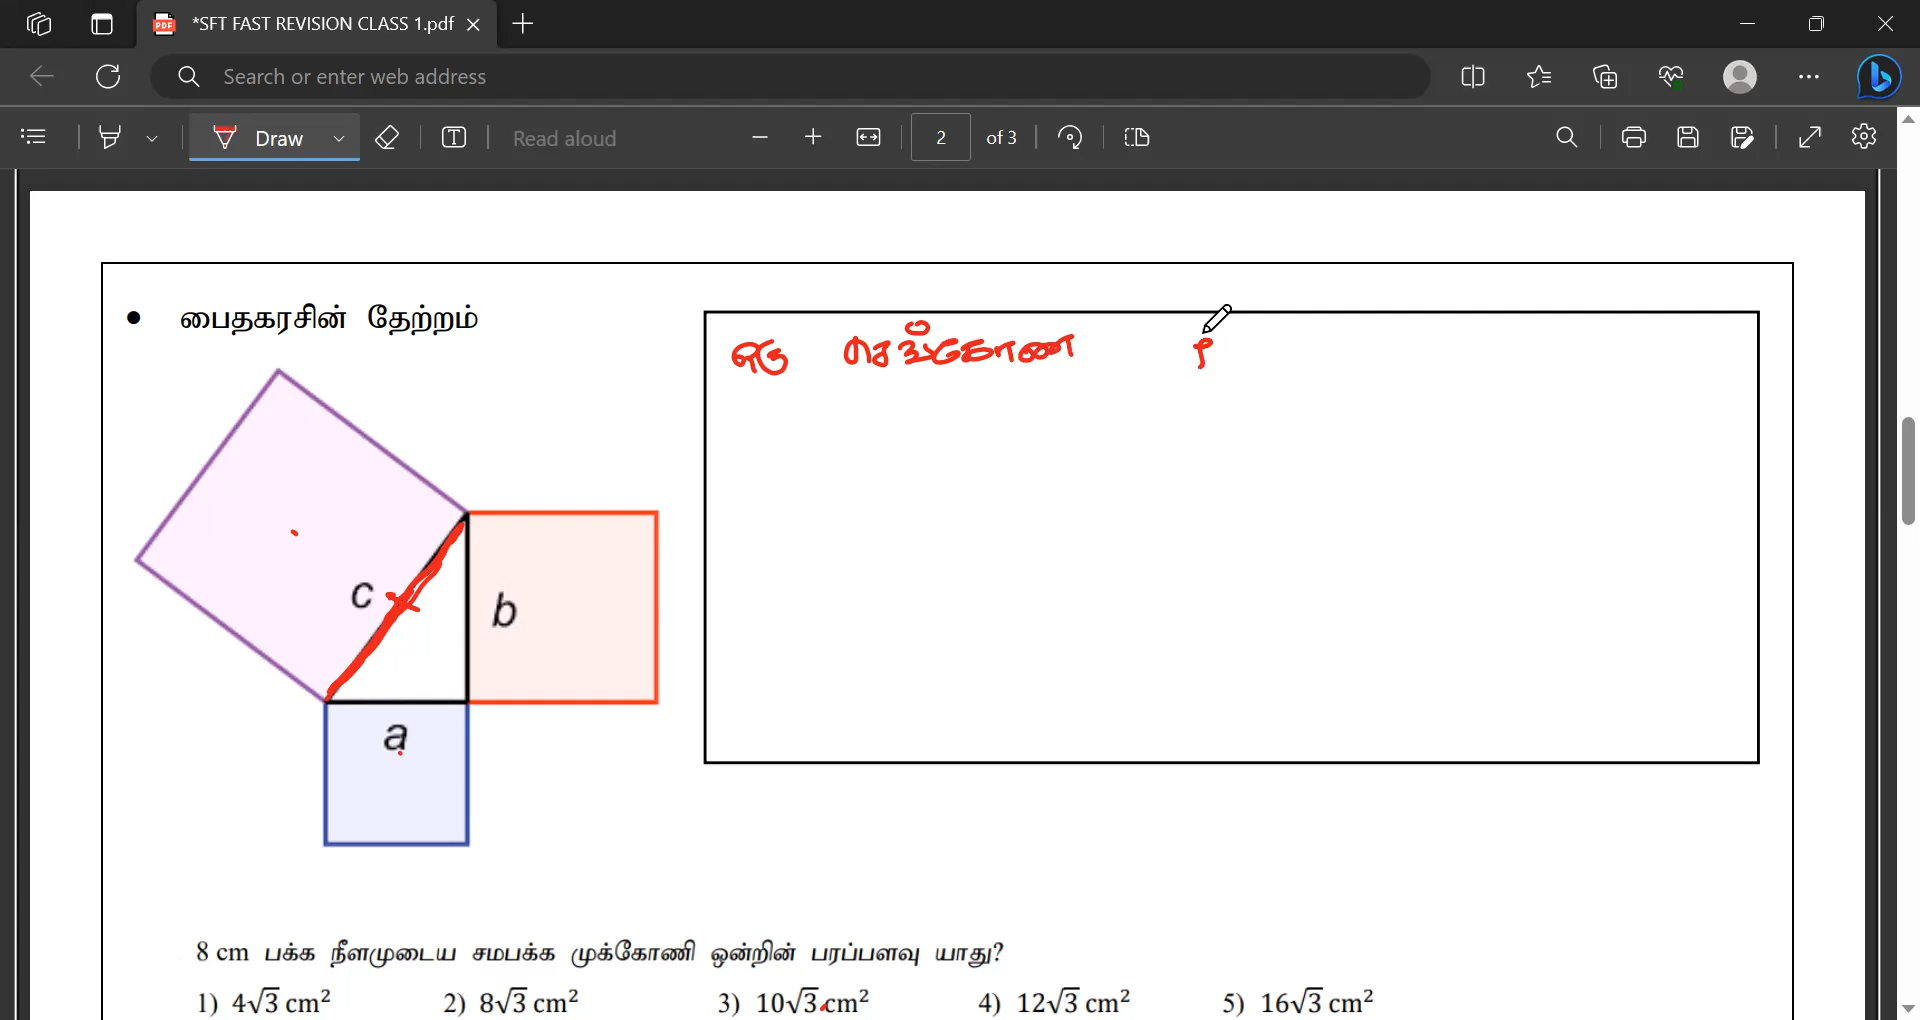 *SFT FAST REVISION CLASS 1.pdf
Search or enter web address
Draw
Read aloud
2 of 3
• பைதகரசின் தேற்றம்
ஒரு செங்கோண
c
b
a
8 cm பக்க நீளமுடைய சமபக்க முக்கோணி ஒன்றின் பரப்பளவு யாது?
1) 4√3 cm² 2) 8√3 cm² 3) 10√3 cm² 4) 12√3 cm² 5) 16√3 cm²